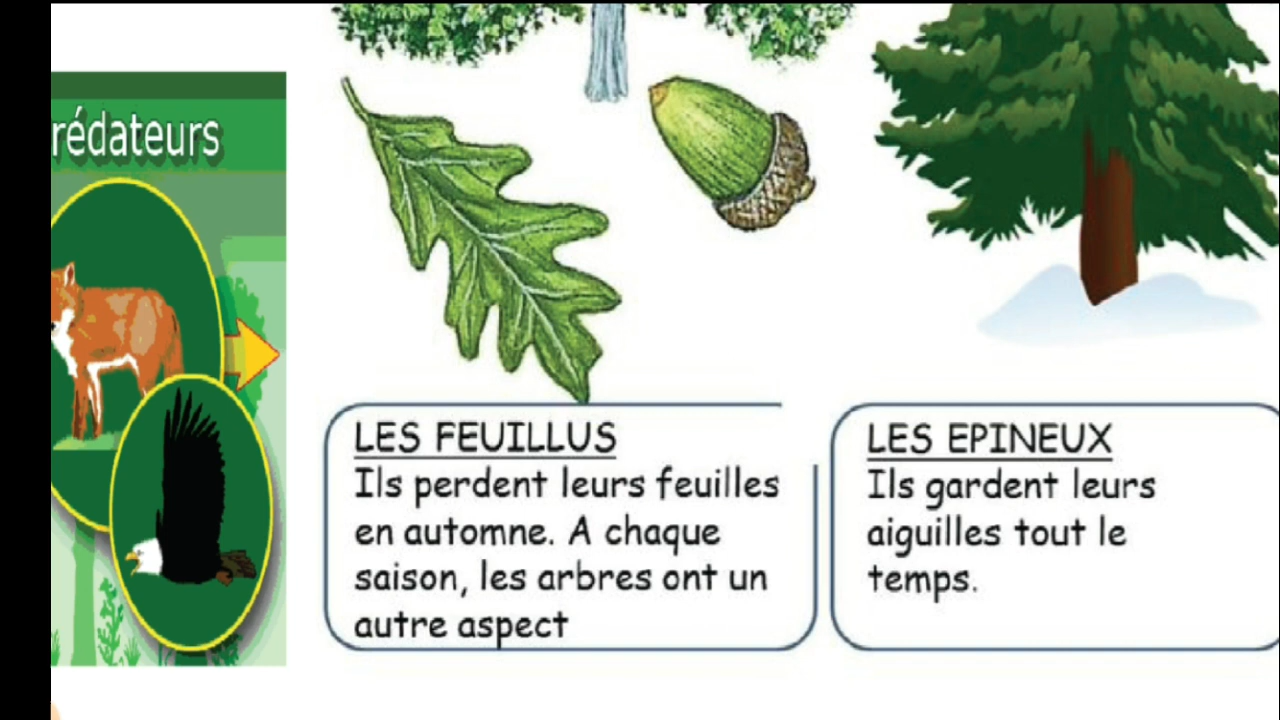 rédateurs
LES FEUILLUS
Ils perdent leurs feuilles
en automne. A chaque
saison, les arbres ont un
autre aspect
LES EPINEUX
Ils gardent leurs
aiguilles tout le
temps.